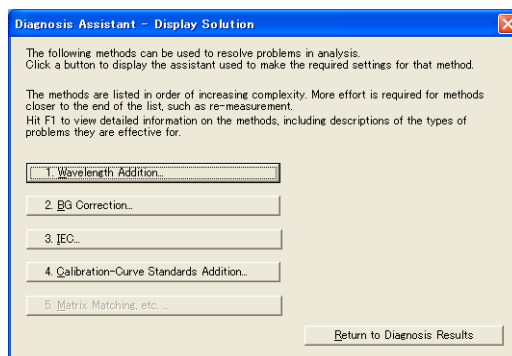 Diagnosis Assistant - Display Solution
The following methods can be used to resolve problems in analysis.
Click a button to display the assistant used to make the required settings for that method.
The methods are listed in order of increasing complexity. More effort is required for methods
closer to the end of the list, such as re-measurement.
Hit F1 to view detailed information on the methods, including descriptions of the types of
problems they are effective for.
1. Wavelength Addition...
2. BG Correction...
3. IEC...
4. Calibration-Curve Standards Addition...
5. Matrix Matching, etc. ...
Return to Diagnosis Results